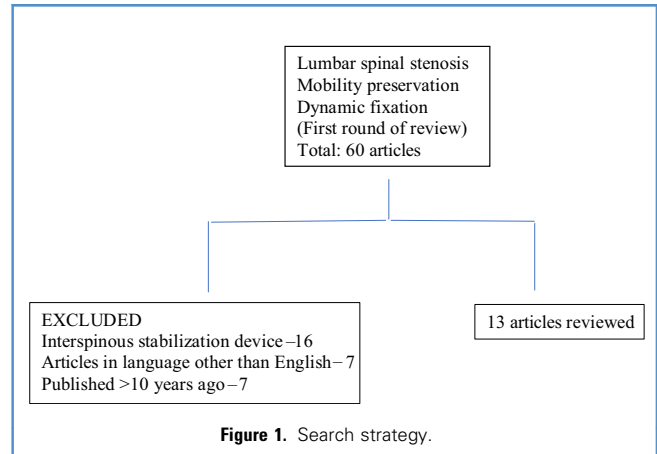 Lumbar spinal stenosis
Mobility preservation
Dynamic fixation
(First round of review)
Total: 60 articles
EXCLUDED
Interspinous stabilization device –16
Articles in language other than English– 7
Published >10 years ago– 7
13 articles reviewed
Figure 1. Search strategy.